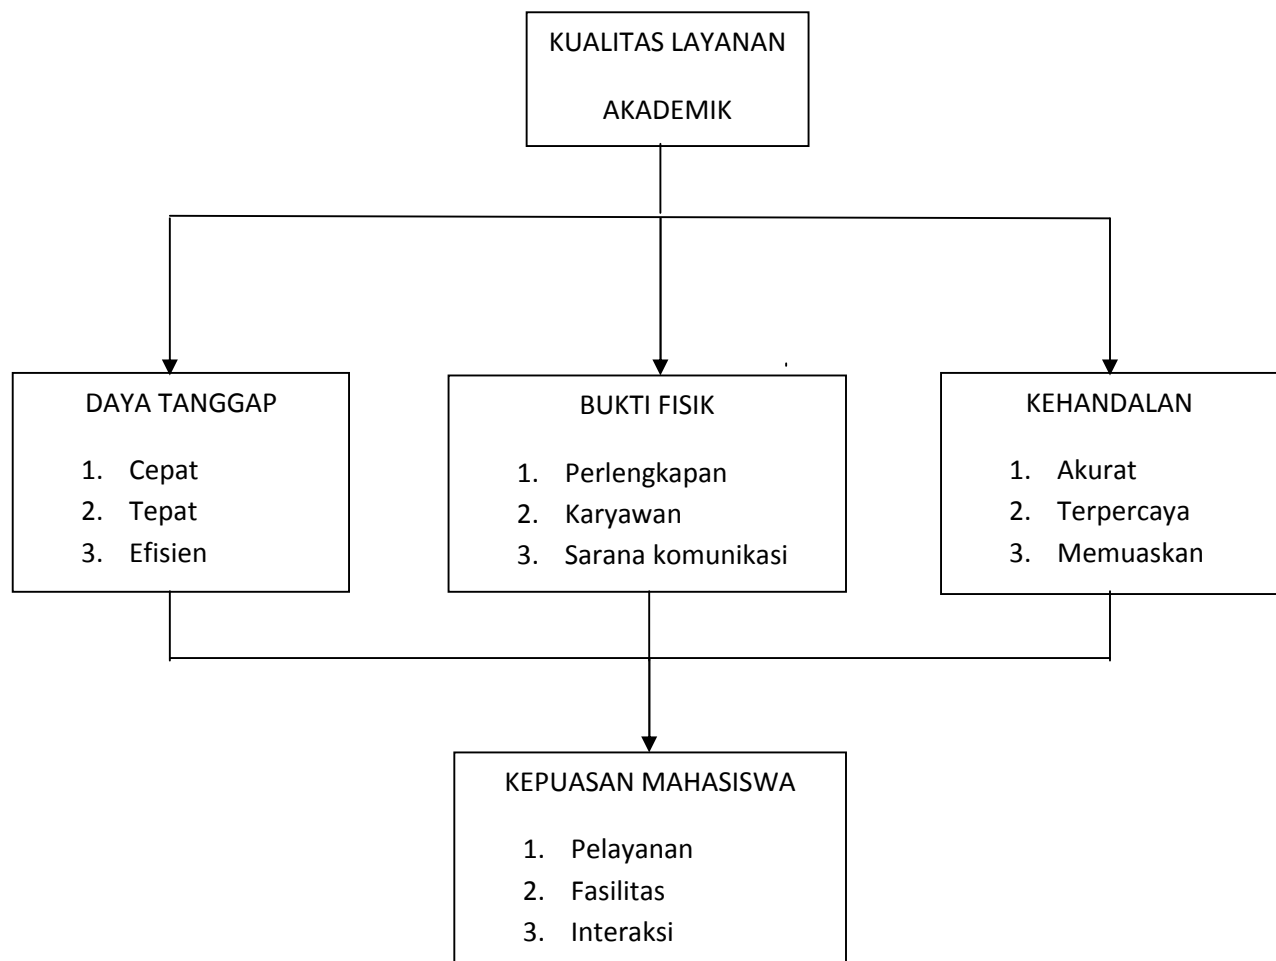 KUALITAS LAYANAN
AKADEMIK
DAYA TANGGAP
1. Cepat
2. Tepat
3. Efisien
BUKTI FISIK
1. Perlengkapan
2. Karyawan
3. Sarana komunikasi
KEHANDALAN
1. Akurat
2. Terpercaya
3. Memuaskan
KEPUASAN MAHASISWA
1. Pelayanan
2. Fasilitas
3. Interaksi